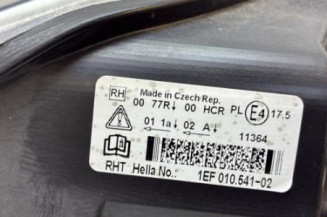 RH Made in Czech Rep.
00 77R↓ 00 HCR PL E4 17.5
01 1a↓ 02 A↓
11364
RHT Hella No.: 1EF 010.541-02